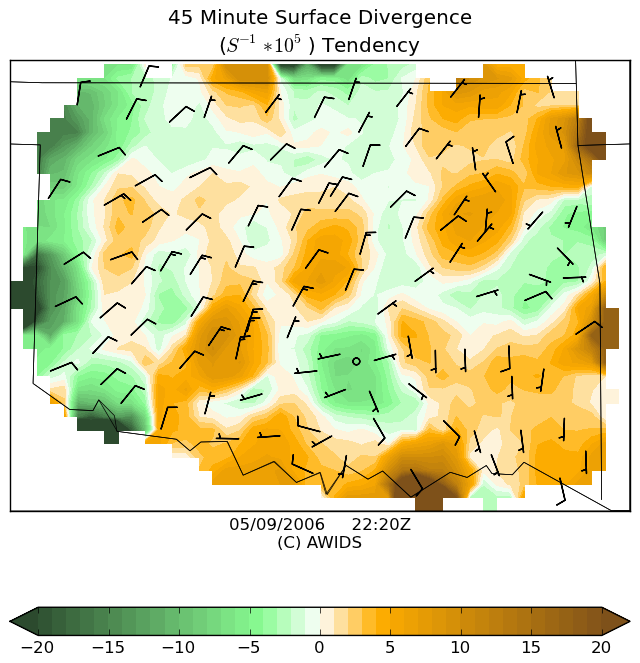 45 Minute Surface Divergence
(S⁻¹ * 10⁵ ) Tendency
05/09/2006 22:20Z
(C) AWIDS
−20 −15 −10 −5 0 5 10 15 20